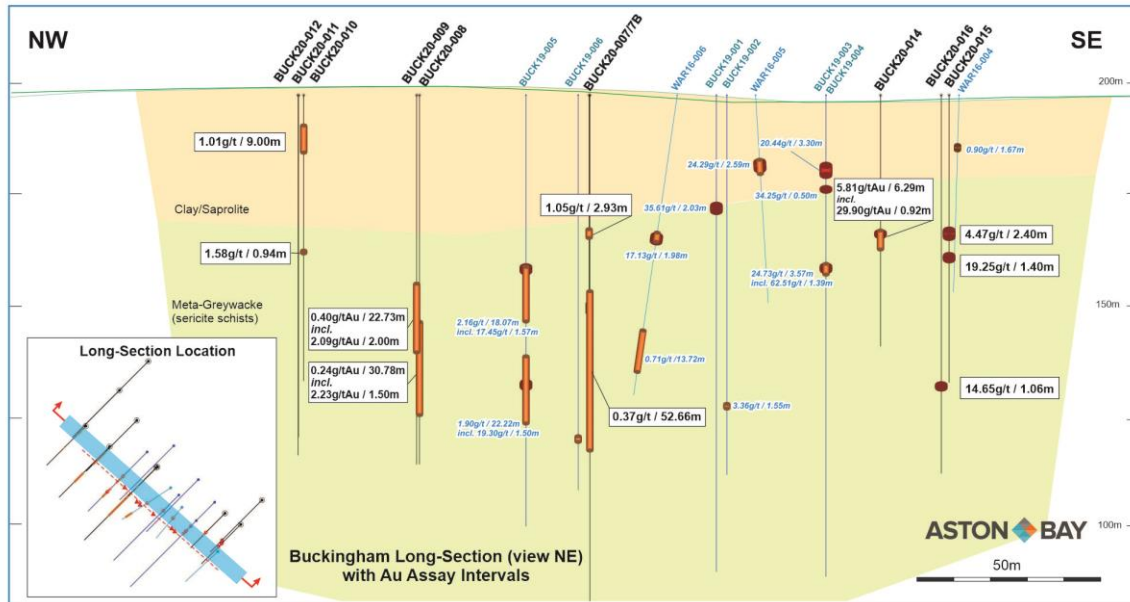 NW
SE
BUCK20-012
BUCK20-011
BUCK20-010
BUCK20-009
BUCK20-008
BUCK19-005
BUCK19-006
BUCK20-007/7B
WAR16-006
BUCK19-001
BUCK19-002
WAR16-005
BUCK19-003
BUCK19-004
BUCK20-014
BUCK20-016
BUCK20-015
WAR16-004
200m
1.01g/t / 9.00m
20.44g/t / 3.30m
0.90g/t / 1.67m
24.29g/t / 2.59m
34.25g/t / 0.50m
5.81g/tAu / 6.29m
incl.
29.90g/tAu / 0.92m
Clay/Saprolite
1.05g/t / 2.93m
35.61g/t / 2.03m
4.47g/t / 2.40m
1.58g/t / 0.94m
17.13g/t / 1.98m
19.25g/t / 1.40m
24.73g/t / 3.57m
incl. 62.51g/t / 1.39m
Meta-Greywacke
(sericite schists)
150m
0.40g/tAu / 22.73m
incl.
2.09g/tAu / 2.00m
2.16g/t / 18.07m
incl. 17.45g/t / 1.57m
Long-Section Location
0.24g/tAu / 30.78m
incl.
2.23g/tAu / 1.50m
0.71g/t /13.72m
14.65g/t / 1.06m
3.36g/t / 1.55m
0.37g/t / 52.66m
1.90g/t / 22.22m
incl. 19.30g/t / 1.50m
100m
ASTON BAY
Buckingham Long-Section (view NE)
with Au Assay Intervals
50m